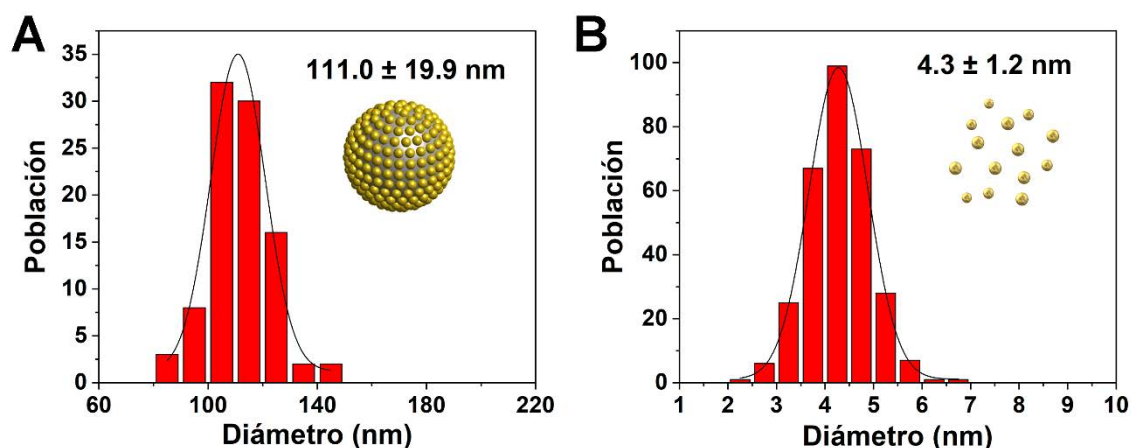 A
111.0 ± 19.9 nm
Población
35
30
25
20
15
10
5
0
60 100 140 180 220
Diámetro (nm)
B
4.3 ± 1.2 nm
Población
100
80
60
40
20
0
1 2 3 4 5 6 7 8 9 10
Diámetro (nm)